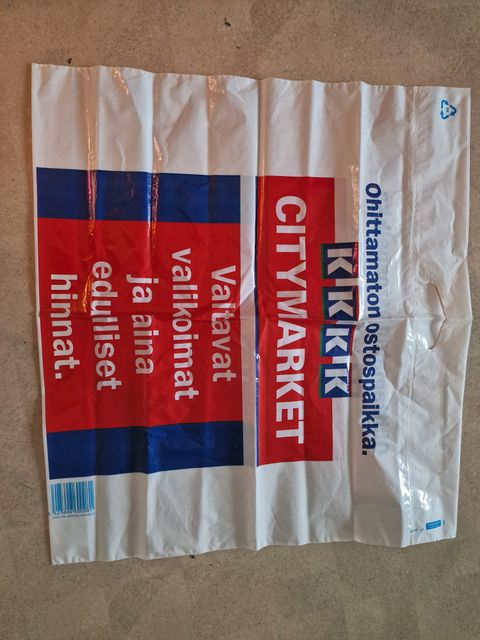 Ohittamaton ostospaikka.
KKKK
CITYMARKET
Valtavat
valikoimat
ja aina
edulliset
hinnat.